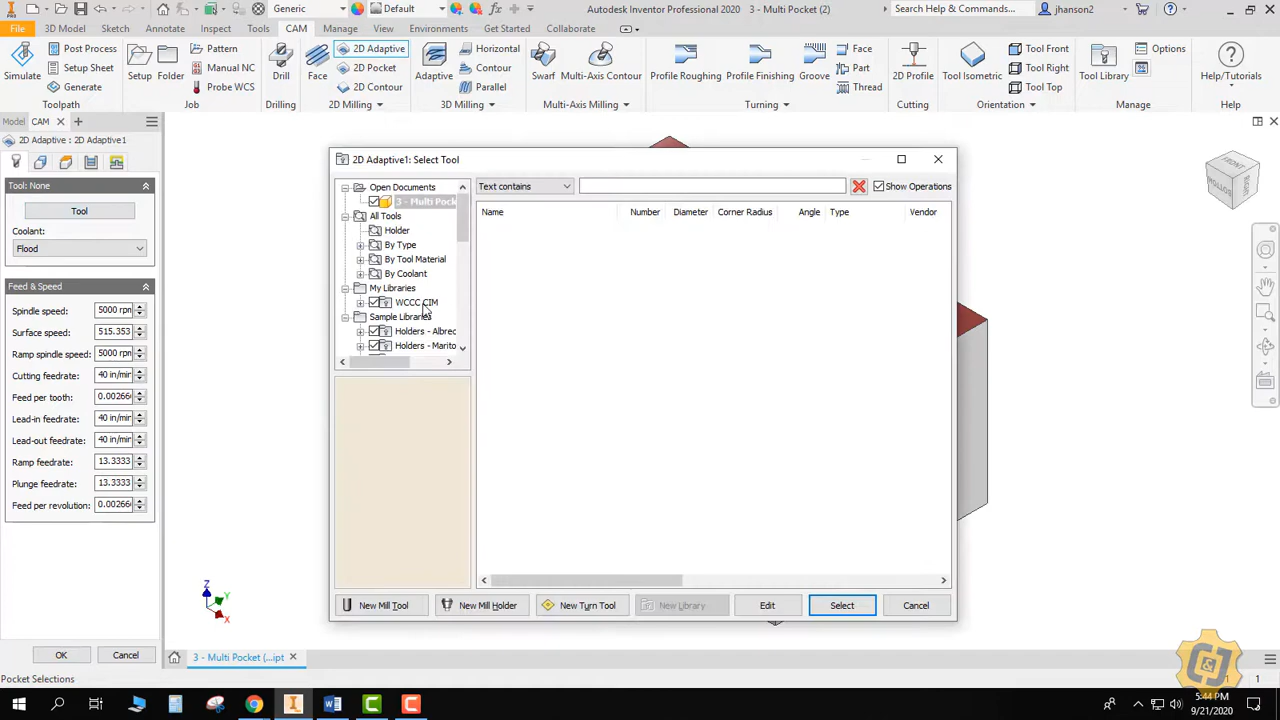 Generic
Default
Autodesk Inventor Professional 2020
3 - Multi Pocket (2)
Search Help & Commands...
jhanson2
File
3D Model
Sketch
Annotate
Inspect
Tools
CAM
Manage
View
Environments
Get Started
Collaborate
Simulate
Post Process
Setup Sheet
Generate
Toolpath
Setup
Folder
Pattern
Manual NC
Probe WCS
Job
Drill
Drilling
Face
2D Adaptive
2D Pocket
2D Contour
2D Milling
Adaptive
Horizontal
Contour
Parallel
3D Milling
Swarf
Multi-Axis Contour
Multi-Axis Milling
Profile Roughing
Profile Finishing
Groove
Face
Part
Thread
Turning
2D Profile
Cutting
Tool Isometric
Tool Front
Tool Right
Tool Top
Orientation
Tool Library
Options
Manage
Help/Tutorials
Help
Model
CAM
2D Adaptive : 2D Adaptive1
Tool: None
Tool
Coolant:
Flood
Feed & Speed
Spindle speed: 5000 rpm
Surface speed: 515.353
Ramp spindle speed: 5000 rpm
Cutting feedrate: 40 in/min
Feed per tooth: 0.00266
Lead-in feedrate: 40 in/min
Lead-out feedrate: 40 in/min
Ramp feedrate: 13.3333
Plunge feedrate: 13.3333
Feed per revolution: 0.00266
OK
Cancel
2D Adaptive1: Select Tool
Open Documents
3 - Multi Pock
All Tools
Holder
By Type
By Tool Material
By Coolant
My Libraries
WCCC CIM
Sample Libraries
Holders - Albrec
Holders - Marito
Text contains
Show Operations
Name
Number
Diameter
Corner Radius
Angle
Type
Vendor
New Mill Tool
New Mill Holder
New Turn Tool
New Library
Edit
Select
Cancel
FRONT
BOTTOM
Z
Y
X
3 - Multi Pocket (...ipt
Pocket Selections
1
5:44 PM
9/21/2020